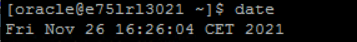 [oracle@e75lrl3021 ~]$ date
Fri Nov 26 16:26:04 CET 2021